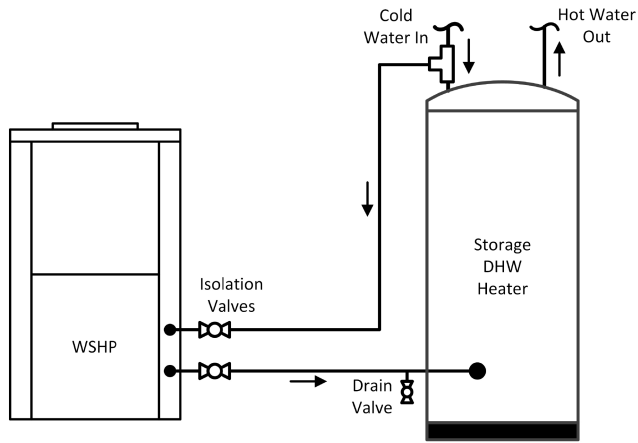 Cold
Water In
Hot Water
Out
Storage
DHW
Heater
Isolation
Valves
WSHP
Drain
Valve